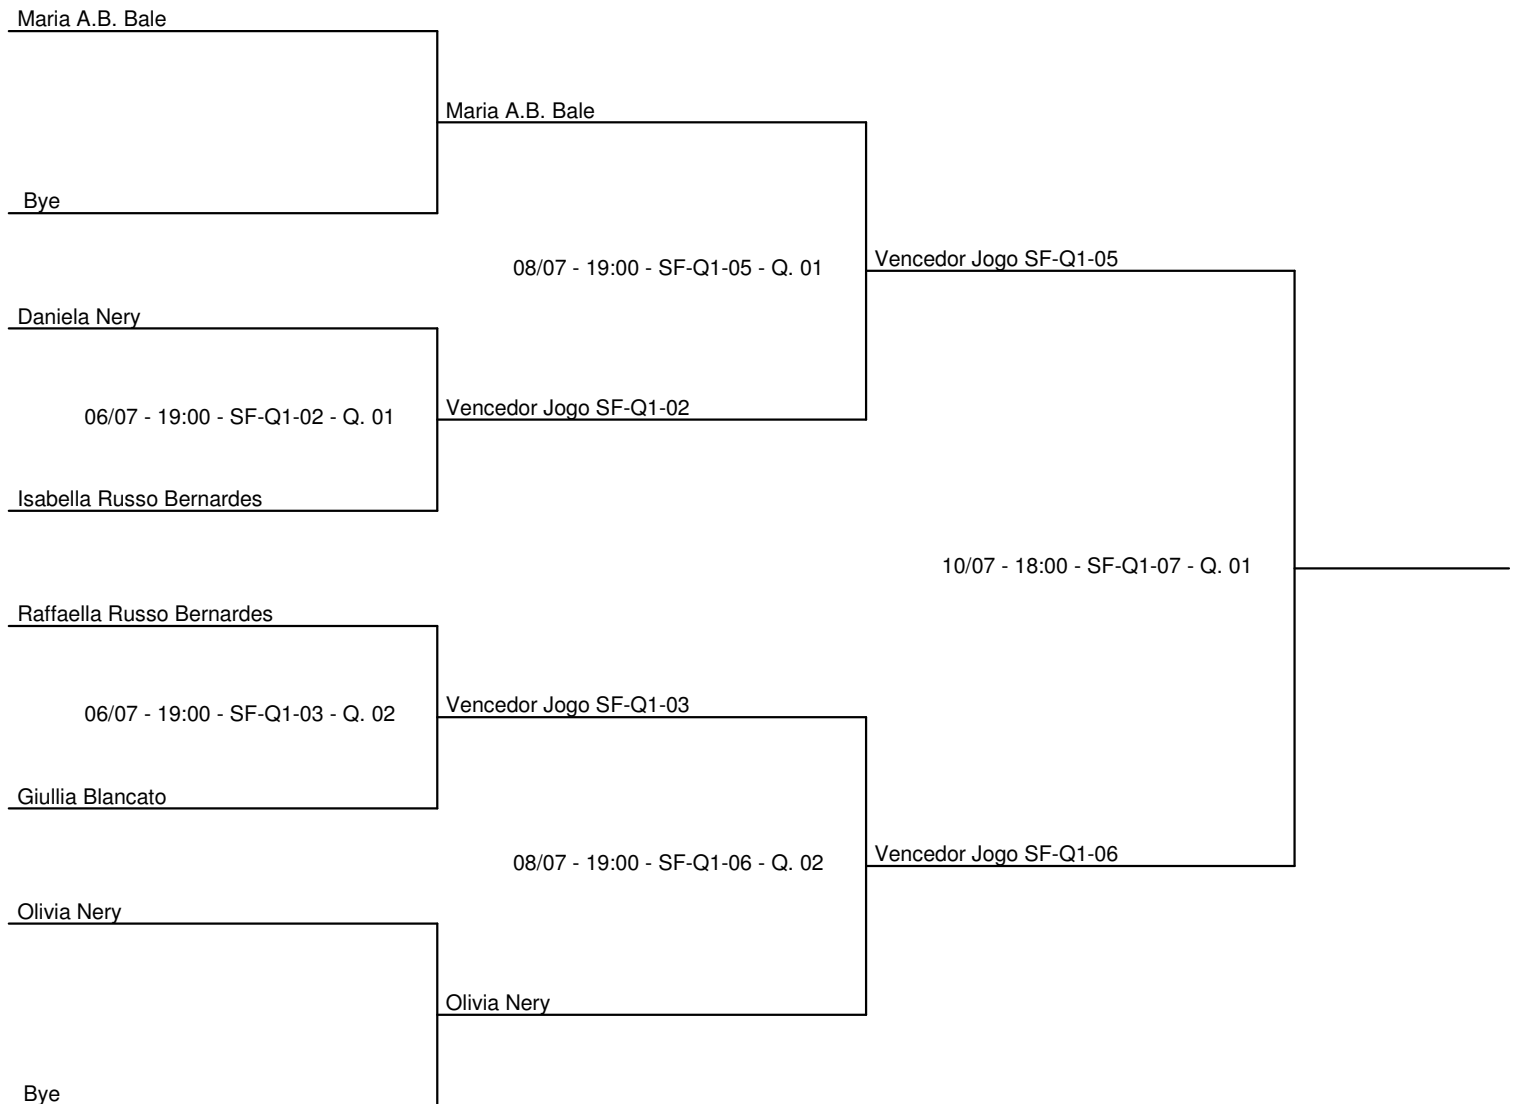 Maria A.B. Bale
Maria A.B. Bale
Bye
08/07 - 19:00 - SF-Q1-05 - Q. 01
Vencedor Jogo SF-Q1-05
Daniela Nery
06/07 - 19:00 - SF-Q1-02 - Q. 01
Vencedor Jogo SF-Q1-02
Isabella Russo Bernardes
10/07 - 18:00 - SF-Q1-07 - Q. 01
Raffaella Russo Bernardes
06/07 - 19:00 - SF-Q1-03 - Q. 02
Vencedor Jogo SF-Q1-03
Giullia Blancato
08/07 - 19:00 - SF-Q1-06 - Q. 02
Vencedor Jogo SF-Q1-06
Olivia Nery
Olivia Nery
Bye